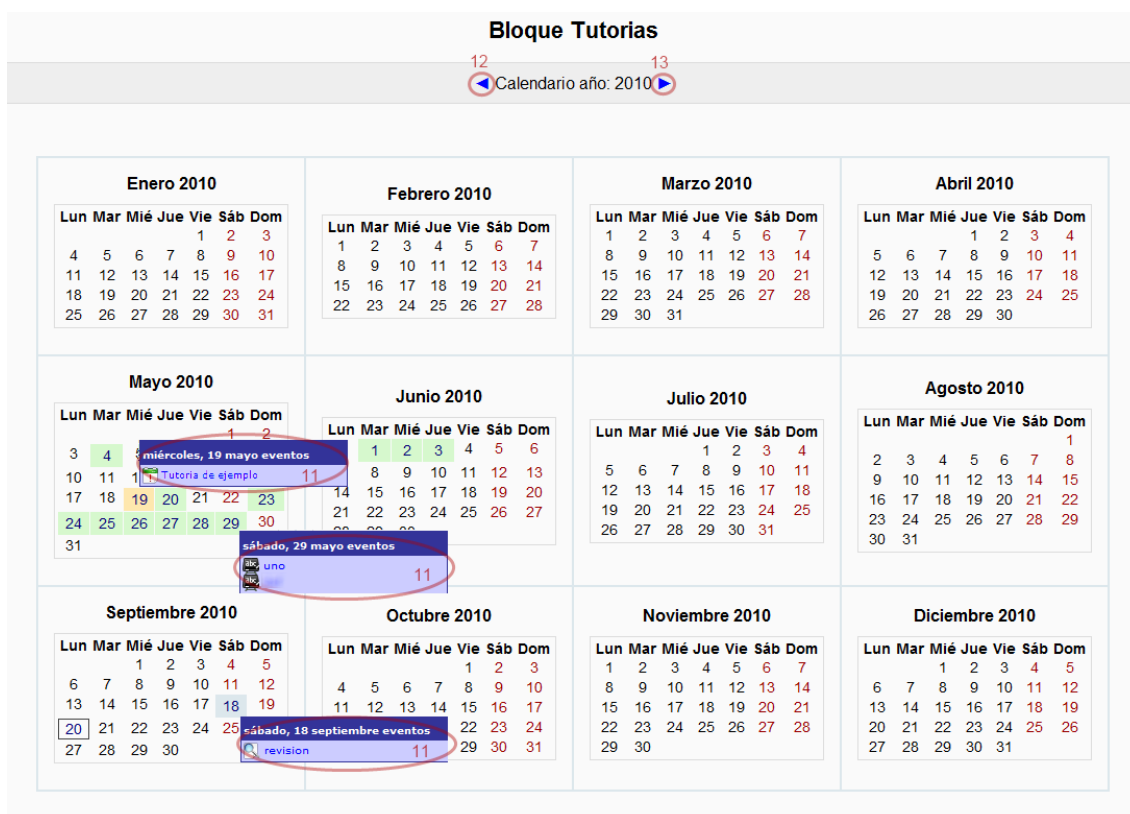 Bloque Tutorias
12 13
Calendario año: 2010
Enero 2010
Lun Mar Mié Jue Vie Sáb Dom
1 2 3
4 5 6 7 8 9 10
11 12 13 14 15 16 17
18 19 20 21 22 23 24
25 26 27 28 29 30 31
Febrero 2010
Lun Mar Mié Jue Vie Sáb Dom
1 2 3 4 5 6 7
8 9 10 11 12 13 14
15 16 17 18 19 20 21
22 23 24 25 26 27 28
Marzo 2010
Lun Mar Mié Jue Vie Sáb Dom
1 2 3 4 5 6 7
8 9 10 11 12 13 14
15 16 17 18 19 20 21
22 23 24 25 26 27 28
29 30 31
Abril 2010
Lun Mar Mié Jue Vie Sáb Dom
1 2 3 4
5 6 7 8 9 10 11
12 13 14 15 16 17 18
19 20 21 22 23 24 25
26 27 28 29 30
Mayo 2010
Lun Mar Mié Jue Vie Sáb Dom
1 2
3 4
10 11
17 18 19 20 21 22 23
24 25 26 27 28 29 30
31
miércoles, 19 mayo eventos
Tutoria de ejemplo 11
sábado, 29 mayo eventos
uno
11
Junio 2010
Lun Mar Mié Jue Vie Sáb Dom
1 2 3 4 5 6
8 9 10 11 12 13
14 15 16 17 18 19 20
21 22 23 24 25 26 27
Julio 2010
Lun Mar Mié Jue Vie Sáb Dom
1 2 3 4
5 6 7 8 9 10 11
12 13 14 15 16 17 18
19 20 21 22 23 24 25
26 27 28 29 30 31
Agosto 2010
Lun Mar Mié Jue Vie Sáb Dom
1
2 3 4 5 6 7 8
9 10 11 12 13 14 15
16 17 18 19 20 21 22
23 24 25 26 27 28 29
30 31
Septiembre 2010
Lun Mar Mié Jue Vie Sáb Dom
1 2 3 4 5
6 7 8 9 10 11 12
13 14 15 16 17 18 19
20 21 22 23 24 25
27 28 29 30
sábado, 18 septiembre eventos
revision 11
Octubre 2010
Lun Mar Mié Jue Vie Sáb Dom
1 2 3
4 5 6 7 8 9 10
11 12 13 14 15 16 17
22 23 24
29 30 31
Noviembre 2010
Lun Mar Mié Jue Vie Sáb Dom
1 2 3 4 5 6 7
8 9 10 11 12 13 14
15 16 17 18 19 20 21
22 23 24 25 26 27 28
29 30
Diciembre 2010
Lun Mar Mié Jue Vie Sáb Dom
1 2 3 4 5
6 7 8 9 10 11 12
13 14 15 16 17 18 19
20 21 22 23 24 25 26
27 28 29 30 31